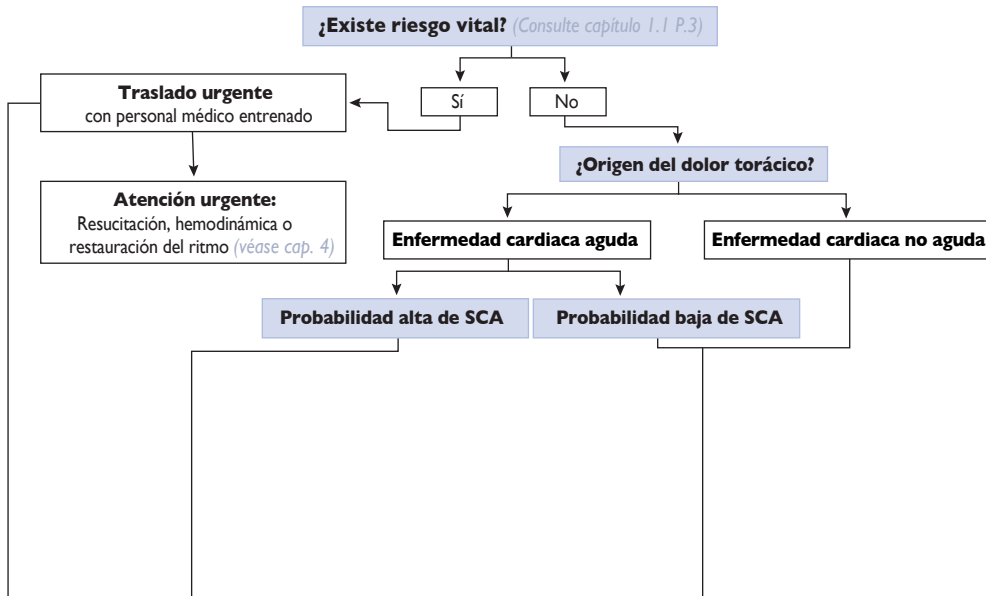 ¿Existe riesgo vital? (Consulte capítulo 1.1 P.3)
Sí
No
Traslado urgente
con personal médico entrenado
¿Origen del dolor torácico?
Atención urgente:
Resucitación, hemodinámica o
restauración del ritmo (véase cap. 4)
Enfermedad cardiaca aguda
Enfermedad cardiaca no aguda
Probabilidad alta de SCA
Probabilidad baja de SCA